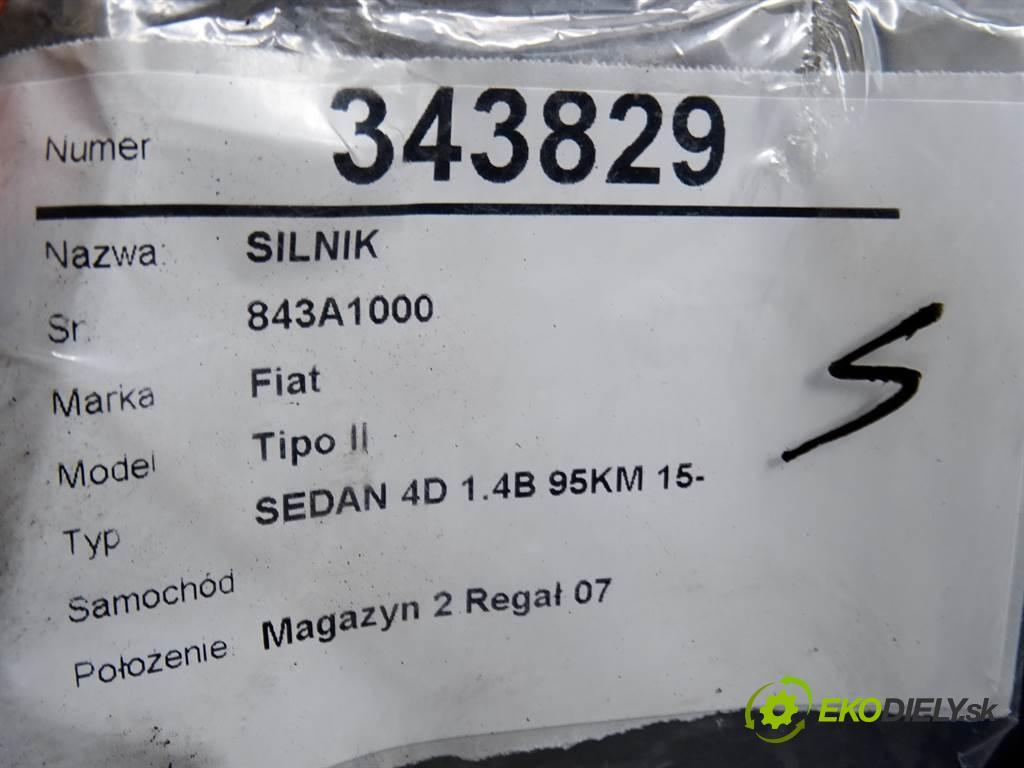 Numer 343829
Nazwa: SILNIK
Sr. 843A1000
Marka Fiat
Model Tipo II
Typ SEDAN 4D 1.4B 95KM 15-
Samochód
Położenie Magazyn 2 Regał 07
S
EKODIELY.sk